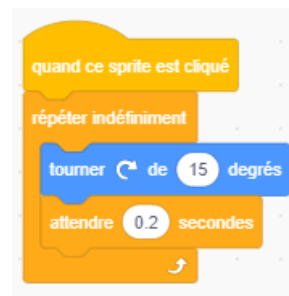 quand ce sprite est cliqué
répéter indéfiniment
tourner ↻ de 15 degrés
attendre 0.2 secondes